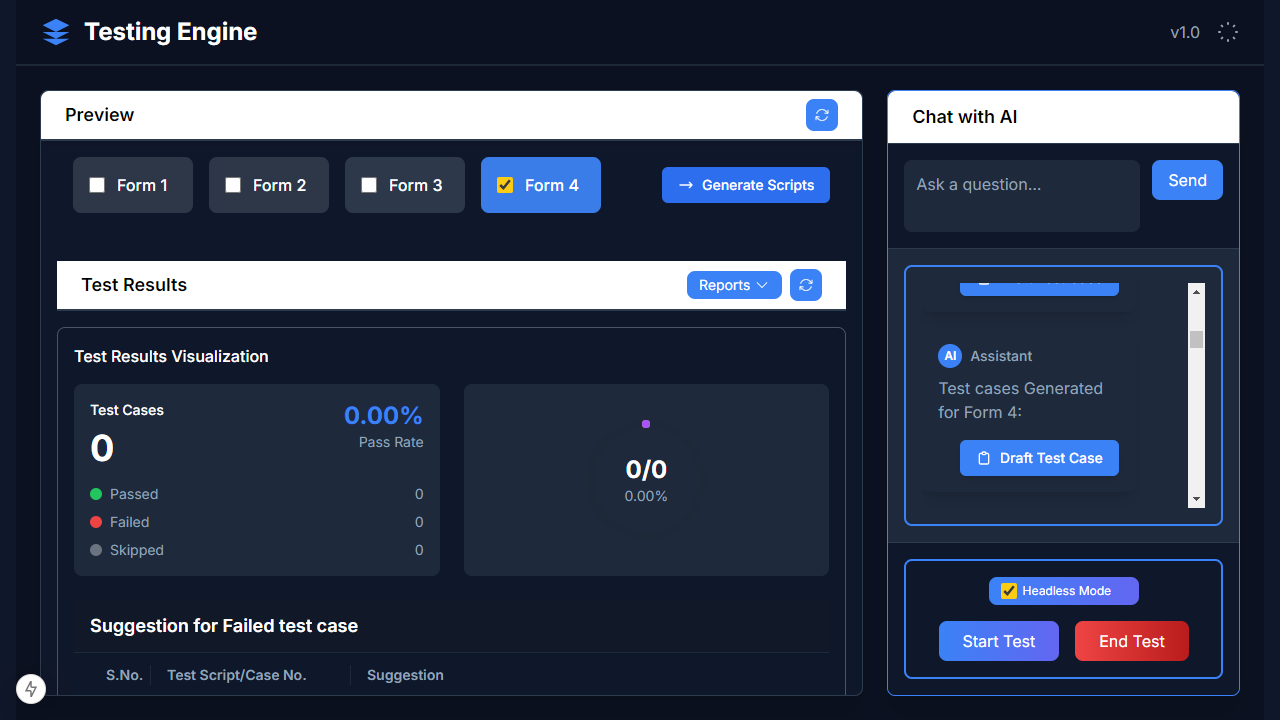 Testing Engine
v1.0
Preview
Form 1
Form 2
Form 3
Form 4
Generate Scripts
Test Results
Reports
Test Results Visualization
Test Cases
0
0.00%
Pass Rate
Passed
0
Failed
0
Skipped
0
0/0
0.00%
Suggestion for Failed test case
S.No.
Test Script/Case No.
Suggestion
Chat with AI
Ask a question...
Send
AI
Assistant
Test cases Generated
for Form 4:
Draft Test Case
Headless Mode
Start Test
End Test